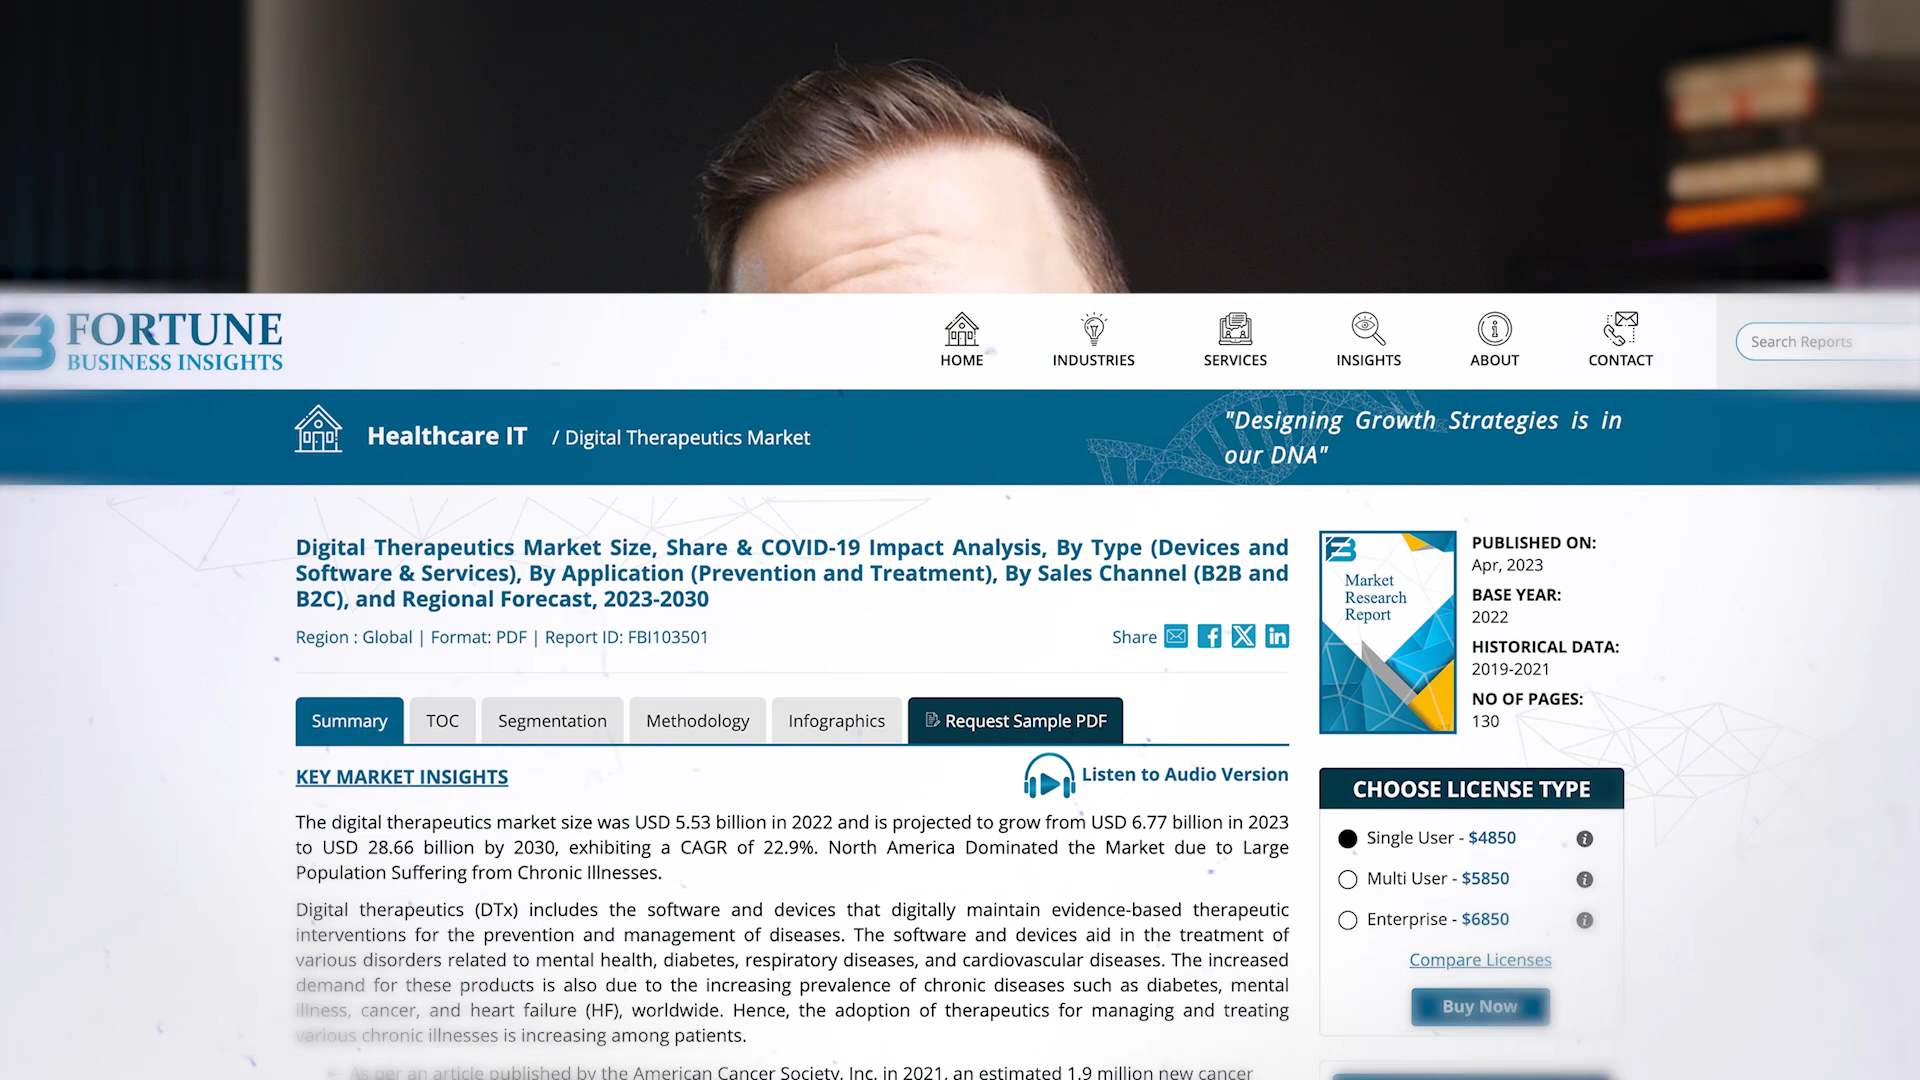 FORTUNE
BUSINESS INSIGHTS
HOME
INDUSTRIES
SERVICES
INSIGHTS
ABOUT
CONTACT
Search Reports
Healthcare IT / Digital Therapeutics Market
"Designing Growth Strategies is in
our DNA"
Digital Therapeutics Market Size, Share & COVID-19 Impact Analysis, By Type (Devices and
Software & Services), By Application (Prevention and Treatment), By Sales Channel (B2B and
B2C), and Regional Forecast, 2023-2030
Region : Global | Format: PDF | Report ID: FBI103501
Share
Summary
TOC
Segmentation
Methodology
Infographics
Request Sample PDF
KEY MARKET INSIGHTS
Listen to Audio Version
The digital therapeutics market size was USD 5.53 billion in 2022 and is projected to grow from USD 6.77 billion in 2023
to USD 28.66 billion by 2030, exhibiting a CAGR of 22.9%. North America Dominated the Market due to Large
Population Suffering from Chronic Illnesses.
Digital therapeutics (DTx) includes the software and devices that digitally maintain evidence-based therapeutic
interventions for the prevention and management of diseases. The software and devices aid in the treatment of
various disorders related to mental health, diabetes, respiratory diseases, and cardiovascular diseases. The increased
demand for these products is also due to the increasing prevalence of chronic diseases such as diabetes, mental
illness, cancer, and heart failure (HF), worldwide. Hence, the adoption of therapeutics for managing and treating
various chronic illnesses is increasing among patients.
As per an article published by the American Cancer Society, Inc. in 2021, an estimated 1.9 million new cancer
Market
Research
Report
PUBLISHED ON:
Apr, 2023
BASE YEAR:
2022
HISTORICAL DATA:
2019-2021
NO OF PAGES:
130
CHOOSE LICENSE TYPE
Single User - $4850
Multi User - $5850
Enterprise - $6850
Compare Licenses
Buy Now